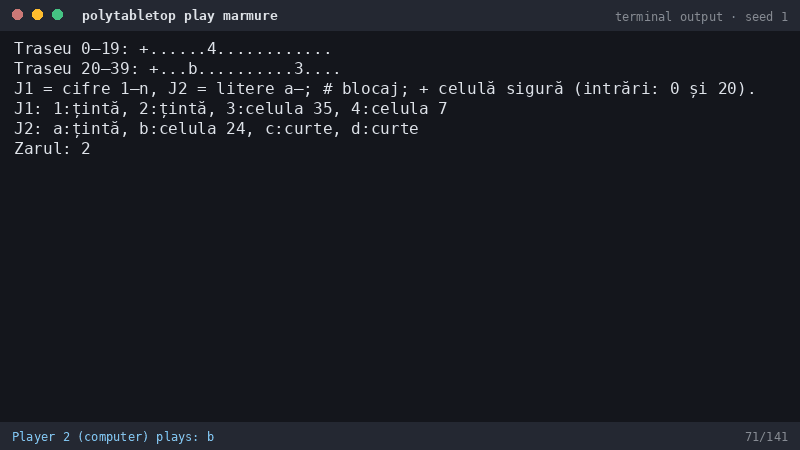 polytabletop play marmure
terminal output · seed 1
Traseu 0–19: +......4............
Traseu 20–39: +...b..........3....
J1 = cifre 1–n, J2 = litere a–; # blocaj; + celulă sigură (intrări: 0 și 20).
J1: 1:țintă, 2:țintă, 3:celula 35, 4:celula 7
J2: a:țintă, b:celula 24, c:curte, d:curte
Zarul: 2
Player 2 (computer) plays: b
71/141